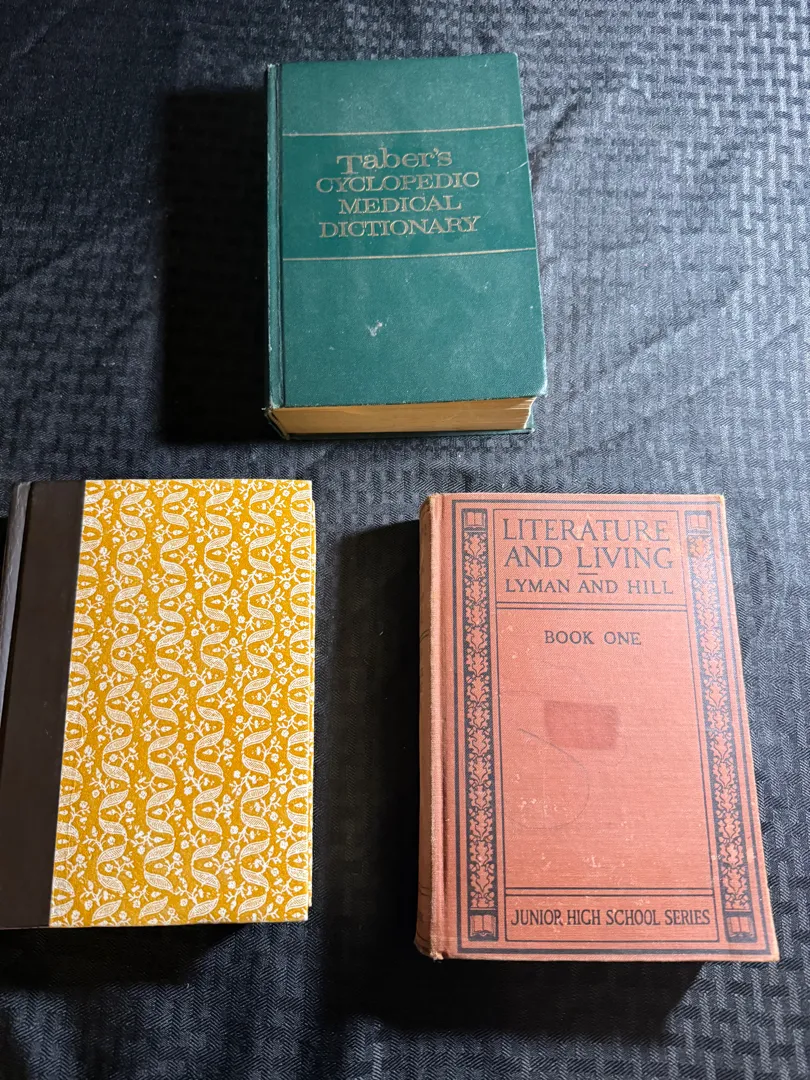 Taber's
CYCLOPEDIC
MEDICAL
DICTIONARY
LITERATURE
AND LIVING
LYMAN AND HILL
BOOK ONE
JUNIOR HIGH SCHOOL SERIES